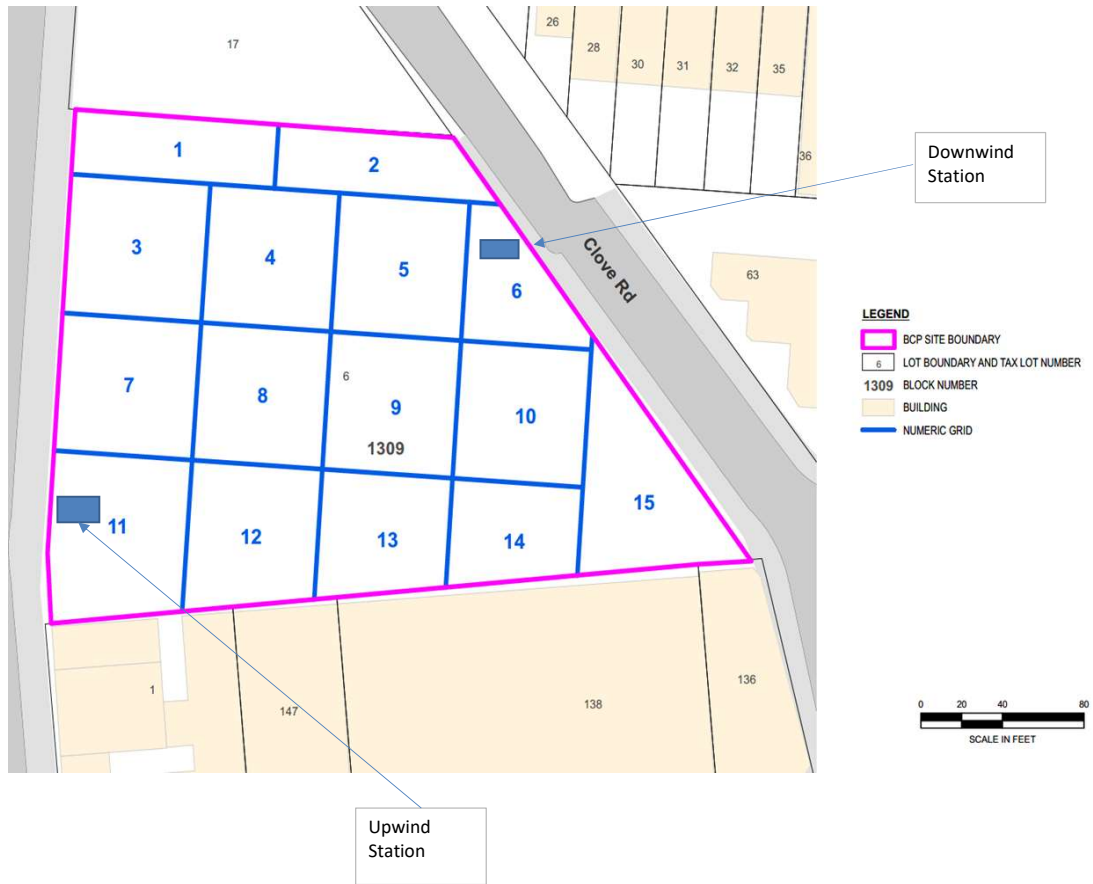 17
26
28
30
31
32
35
36
Downwind
Station
1
2
3
4
5
6
Clove Rd
63
LEGEND
BCP SITE BOUNDARY
6 LOT BOUNDARY AND TAX LOT NUMBER
1309 BLOCK NUMBER
BUILDING
NUMERIC GRID
7
8
6
9
10
1309
11
12
13
14
15
1
147
138
136
0 20 40 80
SCALE IN FEET
Upwind
Station